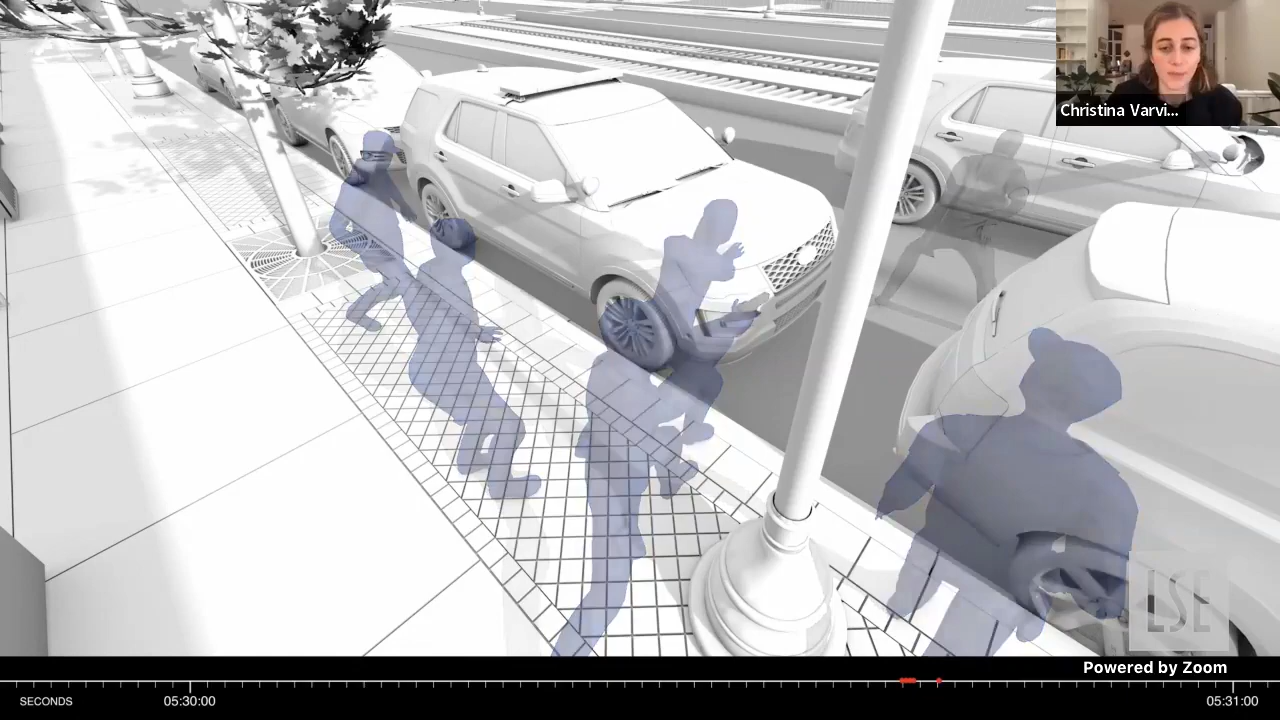 Christina Varvi...
LSE
Powered by Zoom
SECONDS
05:30:00
05:31:00